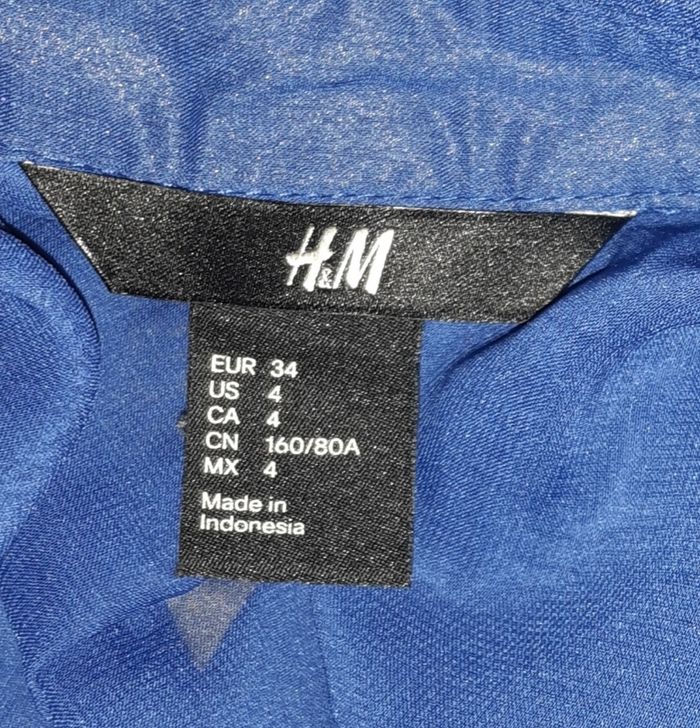 H&M
EUR 34
US 4
CA 4
CN 160/80A
MX 4
Made in
Indonesia